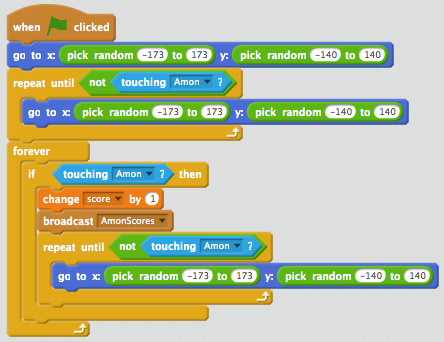 when clicked
go to x: pick random -173 to 173 y: pick random -140 to 140
repeat until not touching Amon ?
go to x: pick random -173 to 173 y: pick random -140 to 140
forever
if touching Amon ? then
change score by 1
broadcast AmonScores
repeat until not touching Amon ?
go to x: pick random -173 to 173 y: pick random -140 to 140